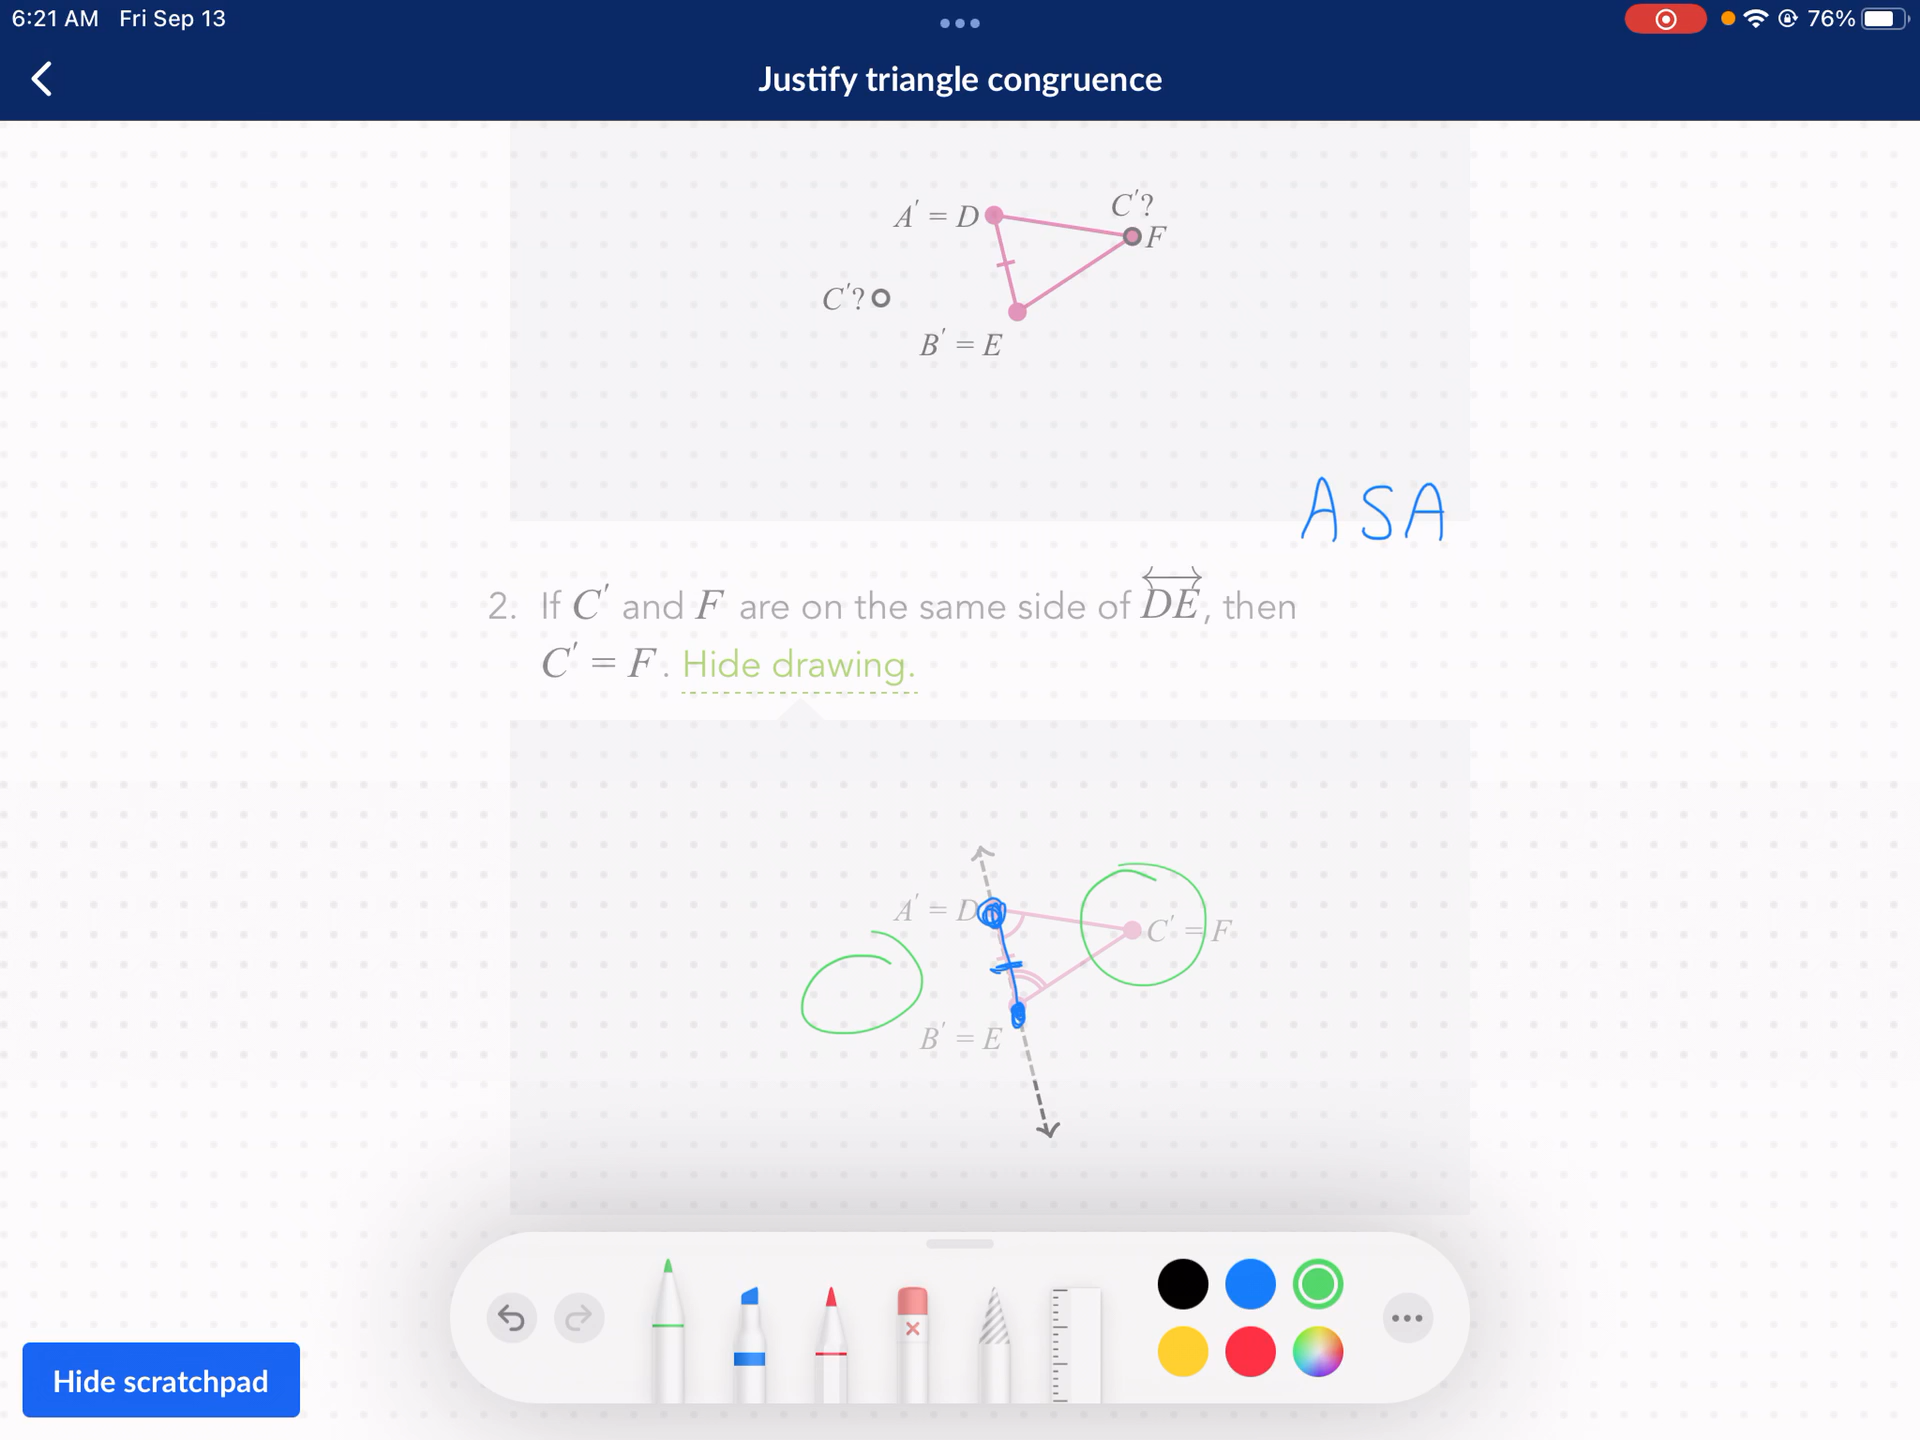 6:21 AM Fri Sep 13
76%
Justify triangle congruence
A′ = D
C′?
F
C′?
B′ = E
ASA
2. If C′ and F are on the same side of DE, then
C′ = F. Hide drawing.
A′ = D
C′ = F
B′ = E
Hide scratchpad